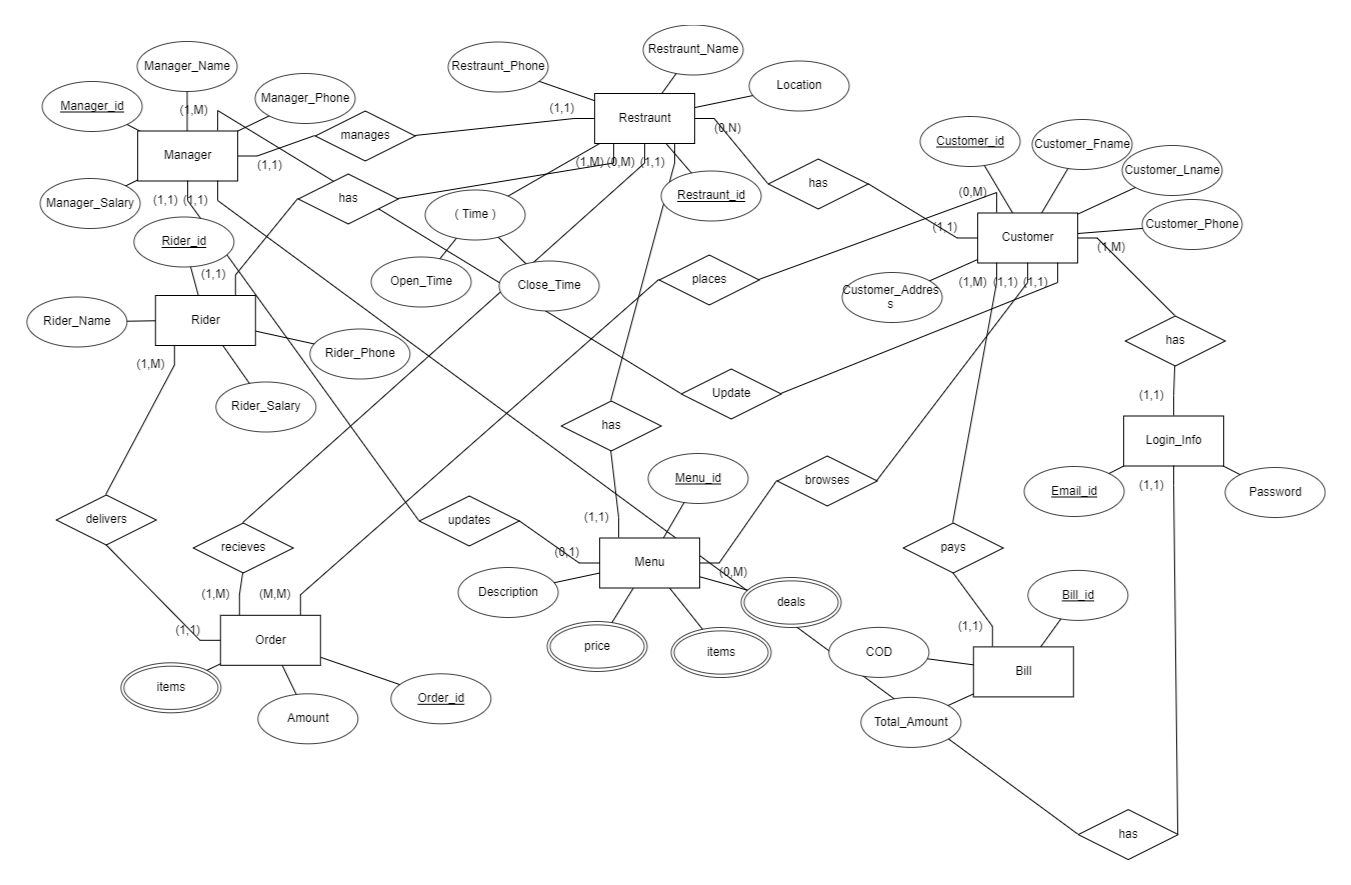 Manager_Name
Restraunt_Name
Restraunt_Phone
Location
Manager_id
Manager_Phone
(1,M)
(1,1)
Restraunt
manages
(0,N)
Manager
(1,1)
(1,M)
(0,M)
(1,1)
Customer_id
Customer_Fname
Customer_Lname
Manager_Salary
(1,1)
(1,1)
has
Restraunt_id
has
(0,M)
( Time )
(1,1)
Customer
Customer_Phone
Rider_id
(1,M)
(1,1)
Open_Time
Close_Time
places
(1,M)
(1,1)
(1,1)
Customer_Addres
s
Rider_Name
Rider
Rider_Phone
has
(1,M)
Rider_Salary
Update
(1,1)
has
Login_Info
Menu_id
browses
(1,1)
Email_id
Password
delivers
updates
(1,1)
recieves
pays
Menu
(0,1)
(0,M)
Description
deals
Bill_id
(1,M)
(M,M)
(1,1)
(1,1)
Order
price
items
COD
Bill
items
Order_id
Amount
Total_Amount
has